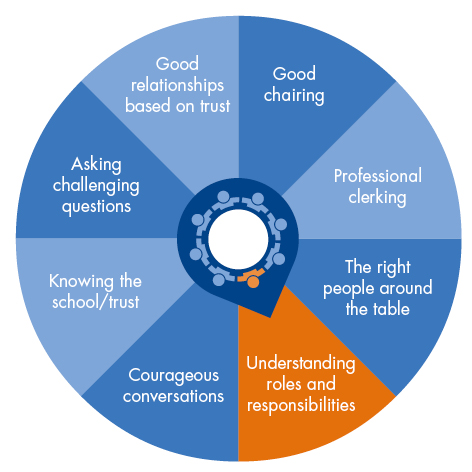 Good
relationships
based on trust
Good
chairing
Professional
clerking
The right
people around
the table
Understanding
roles and
responsibilities
Courageous
conversations
Knowing the
school/trust
Asking
challenging
questions